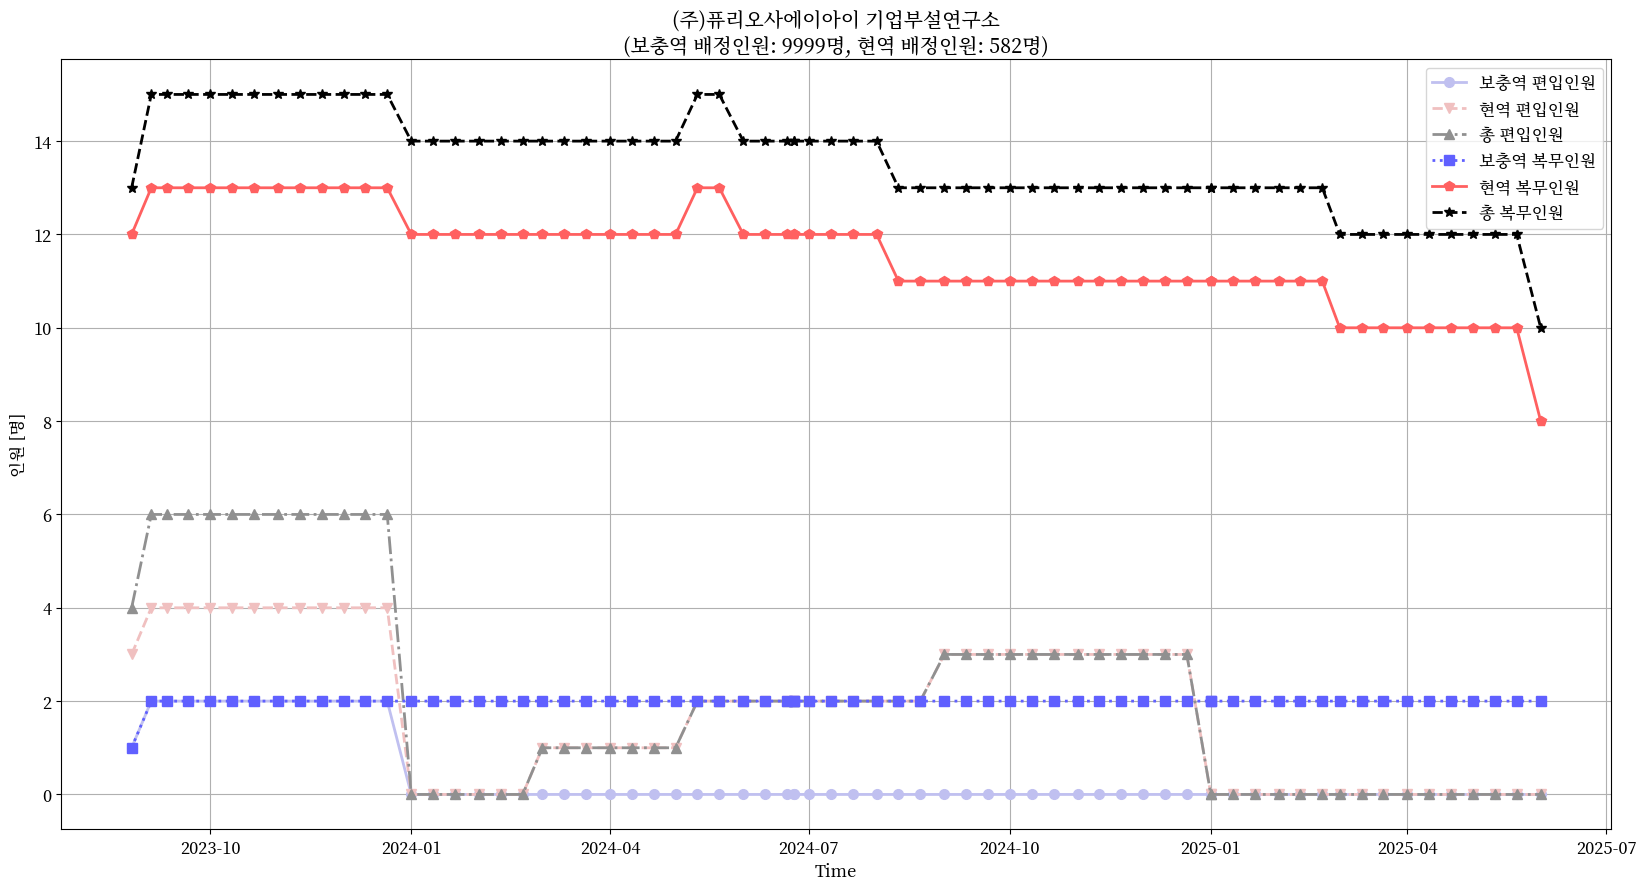 (주)퓨리오사에이아이 기업부설연구소
(보충역 배정인원: 9999명, 현역 배정인원: 582명)
보충역 편입인원
현역 편입인원
총 편입인원
보충역 복무인원
현역 복무인원
총 복무인원
인원 [명]
14
12
10
8
6
4
2
0
2023-10
2024-01
2024-04
2024-07
2024-10
2025-01
2025-04
2025-07
Time